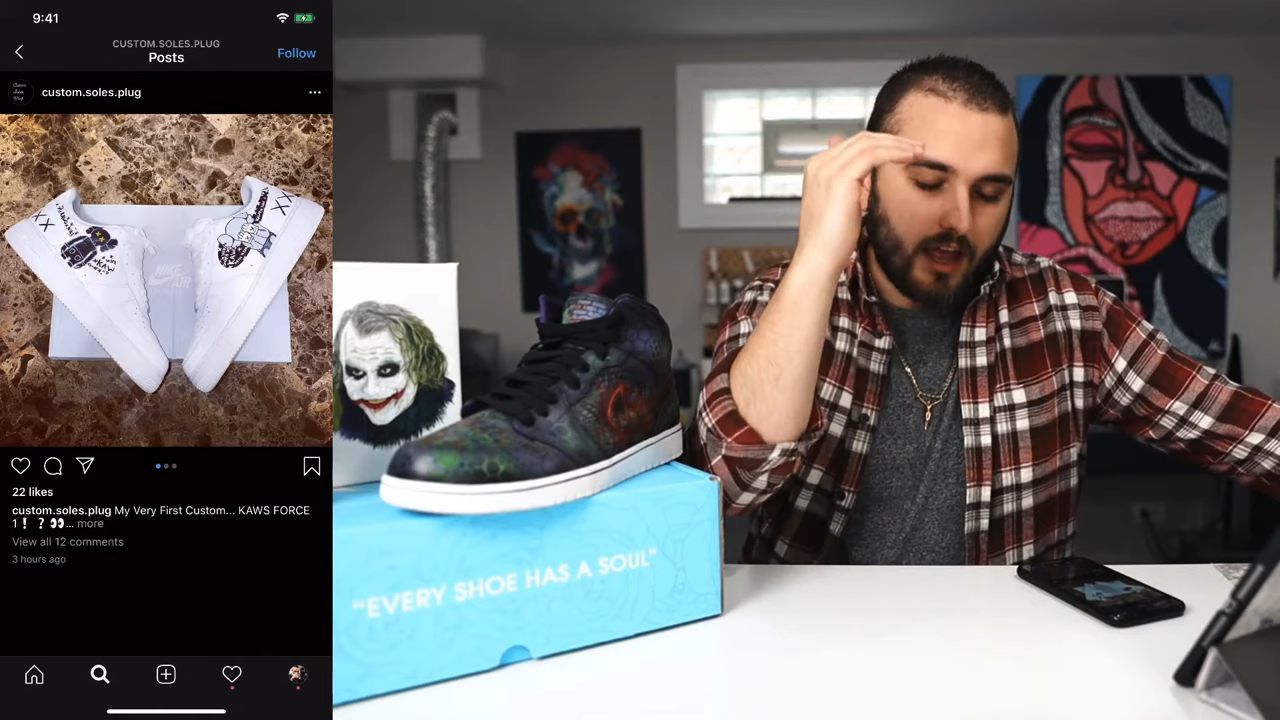 9:41
CUSTOM.SOLES.PLUG
Posts
Follow
custom.soles.plug
NIKE
AIR
22 likes
custom.soles.plug My Very First Custom... KAWS FORCE
1❗❔👀... more
View all 12 comments
3 hours ago
"EVERY SHOE HAS A SOUL"